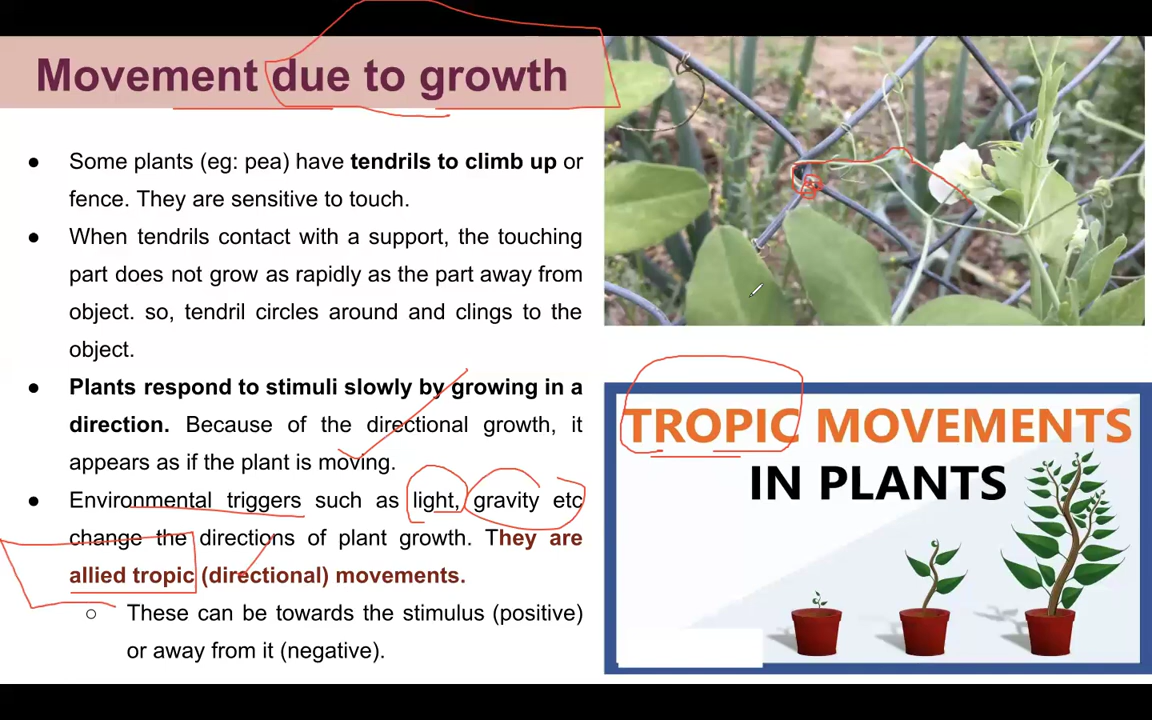 Movement due to growth
● Some plants (eg: pea) have tendrils to climb up or
fence. They are sensitive to touch.
● When tendrils contact with a support, the touching
part does not grow as rapidly as the part away from
object. so, tendril circles around and clings to the
object.
● Plants respond to stimuli slowly by growing in a
direction. Because of the directional growth, it
appears as if the plant is moving.
● Environmental triggers such as light, gravity etc
change the directions of plant growth. They are
allied tropic (directional) movements.
○ These can be towards the stimulus (positive)
or away from it (negative).
TROPIC MOVEMENTS
IN PLANTS